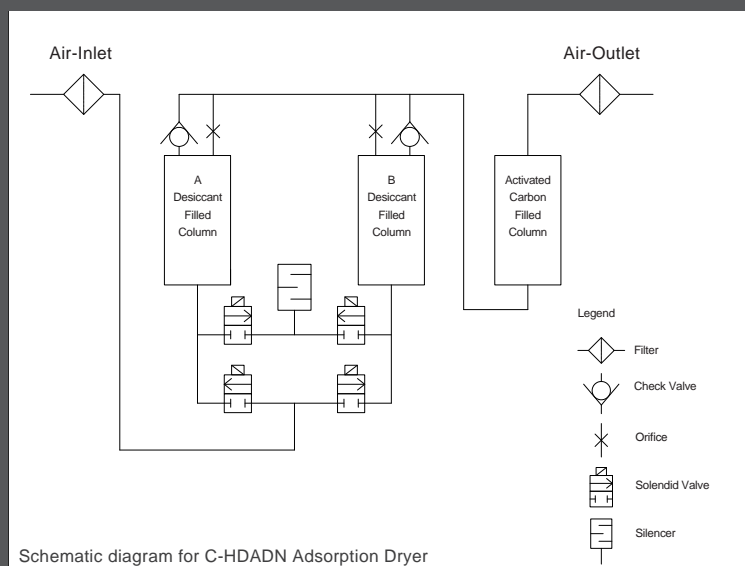 Air-Inlet
Air-Outlet
A
Desiccant
Filled
Column
B
Desiccant
Filled
Column
Activated
Carbon
Filled
Column
Legend
Filter
Check Valve
Orifice
Solendid Valve
Silencer
Schematic diagram for C-HDADN Adsorption Dryer